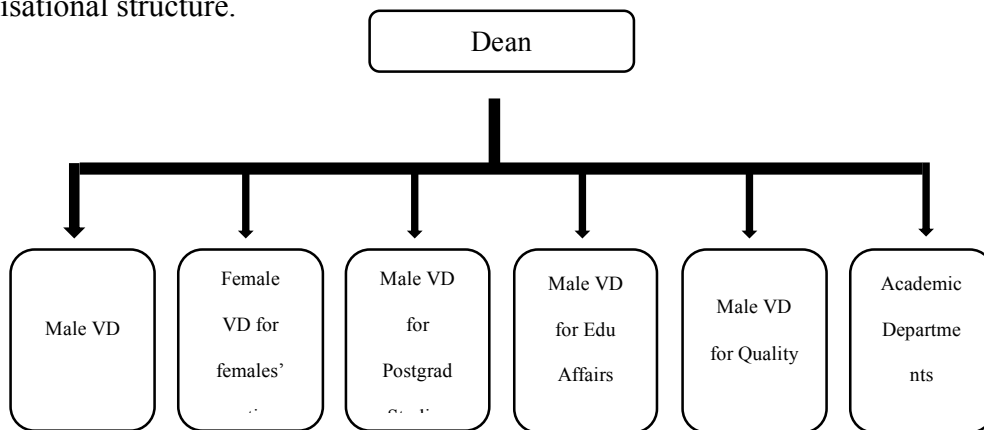 isational structure.
Dean
Male VD
Female
VD for
females’
Male VD
for
Postgrad
Male VD
for Edu
Affairs
Male VD
for Quality
Academic
Departme
nts